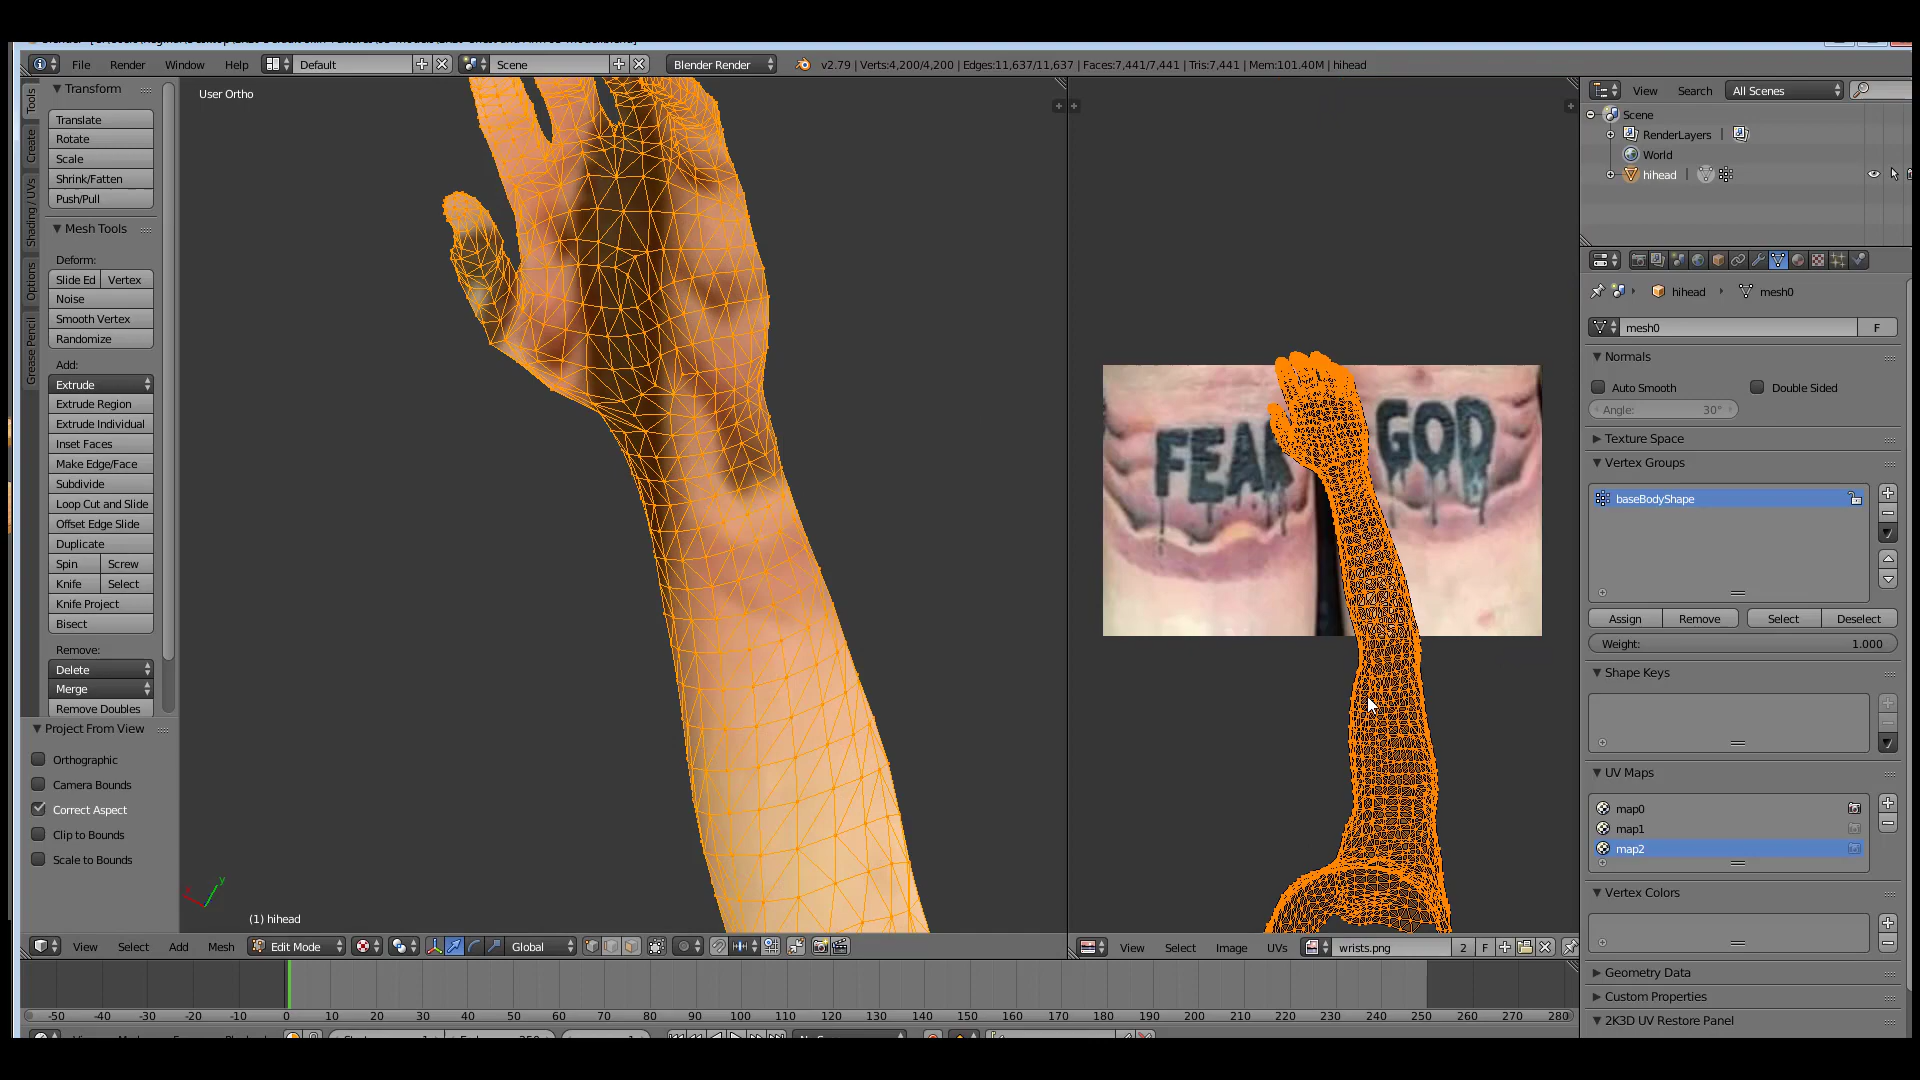 File Render Window Help Default Scene Blender Render v2.79 | Verts:4,200/4,200 | Edges:11,637/11,637 | Faces:7,441/7,441 | Tris:7,441 | Mem:101.40M | hihead
Tools
Create
Shading / UVs
Options
Grease Pencil
Transform
Translate
Rotate
Scale
Shrink/Fatten
Push/Pull
Mesh Tools
Deform:
Slide Ed Vertex
Noise
Smooth Vertex
Randomize
Add:
Extrude
Extrude Region
Extrude Individual
Inset Faces
Make Edge/Face
Subdivide
Loop Cut and Slide
Offset Edge Slide
Duplicate
Spin Screw
Knife Select
Knife Project
Bisect
Remove:
Delete
Merge
Remove Doubles
Project From View
Orthographic
Camera Bounds
Correct Aspect
Clip to Bounds
Scale to Bounds
User Ortho
y
(1) hihead
View Select Add Mesh Edit Mode Global
FEAR GOD
View Select Image UVs wrists.png 2 F
View Search All Scenes
Scene
RenderLayers |
World
hihead |
hihead mesh0
mesh0 F
Normals
Auto Smooth Double Sided
Angle: 30°
Texture Space
Vertex Groups
baseBodyShape
Assign Remove Select Deselect
Weight: 1.000
Shape Keys
UV Maps
map0
map1
map2
Vertex Colors
Geometry Data
Custom Properties
2K3D UV Restore Panel
-50 -40 -30 -20 -10 0 10 20 30 40 50 60 70 80 90 100 110 120 130 140 150 160 170 180 190 200 210 220 230 240 250 260 270 280